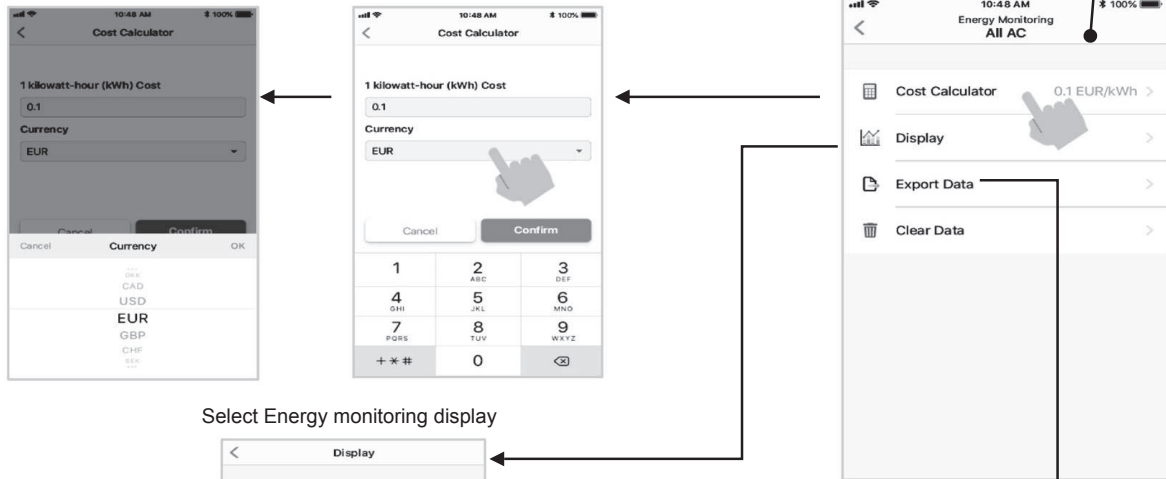 10:48 AM
100%
Cost Calculator
1 kilowatt-hour (kWh) Cost
0.1
Currency
EUR
Cancel
Confirm
Cancel Currency OK
DKK
CAD
USD
EUR
GBP
CHF
SEK
10:48 AM
100%
Cost Calculator
1 kilowatt-hour (kWh) Cost
0.1
Currency
EUR
Cancel
Confirm
1 2 3
ABC DEF
4 5 6
GHI JKL MNO
7 8 9
PQRS TUV WXYZ
+*# 0
10:48 AM
100%
Energy Monitoring
All AC
Cost Calculator 0.1 EUR/kWh >
Display >
Export Data >
Clear Data >
Select Energy monitoring display
Display